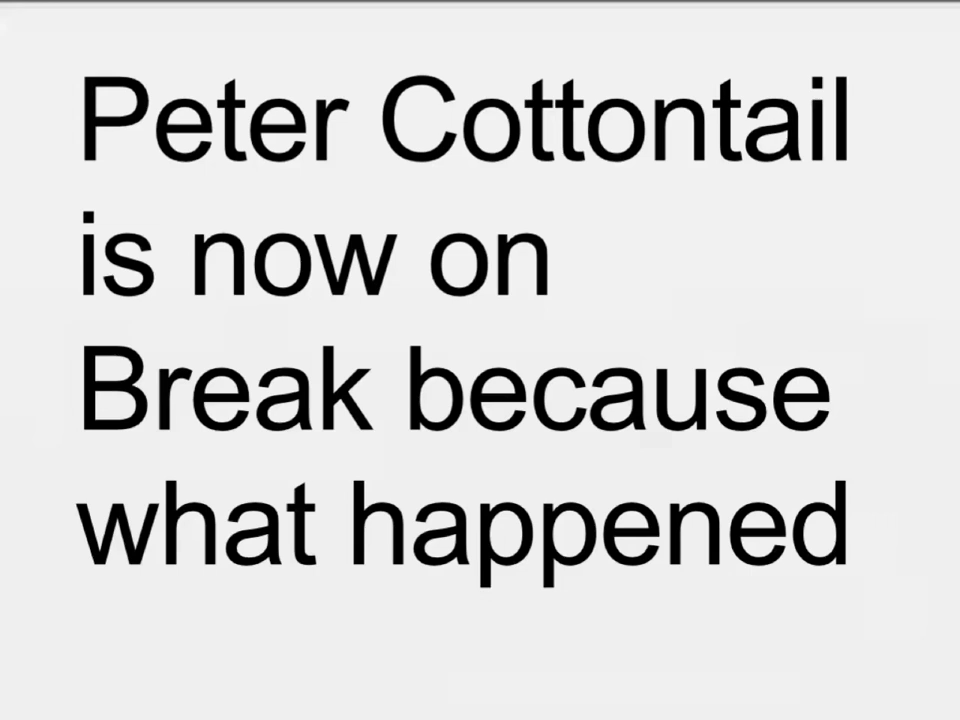 Peter Cottontail
is now on
Break because
what happened